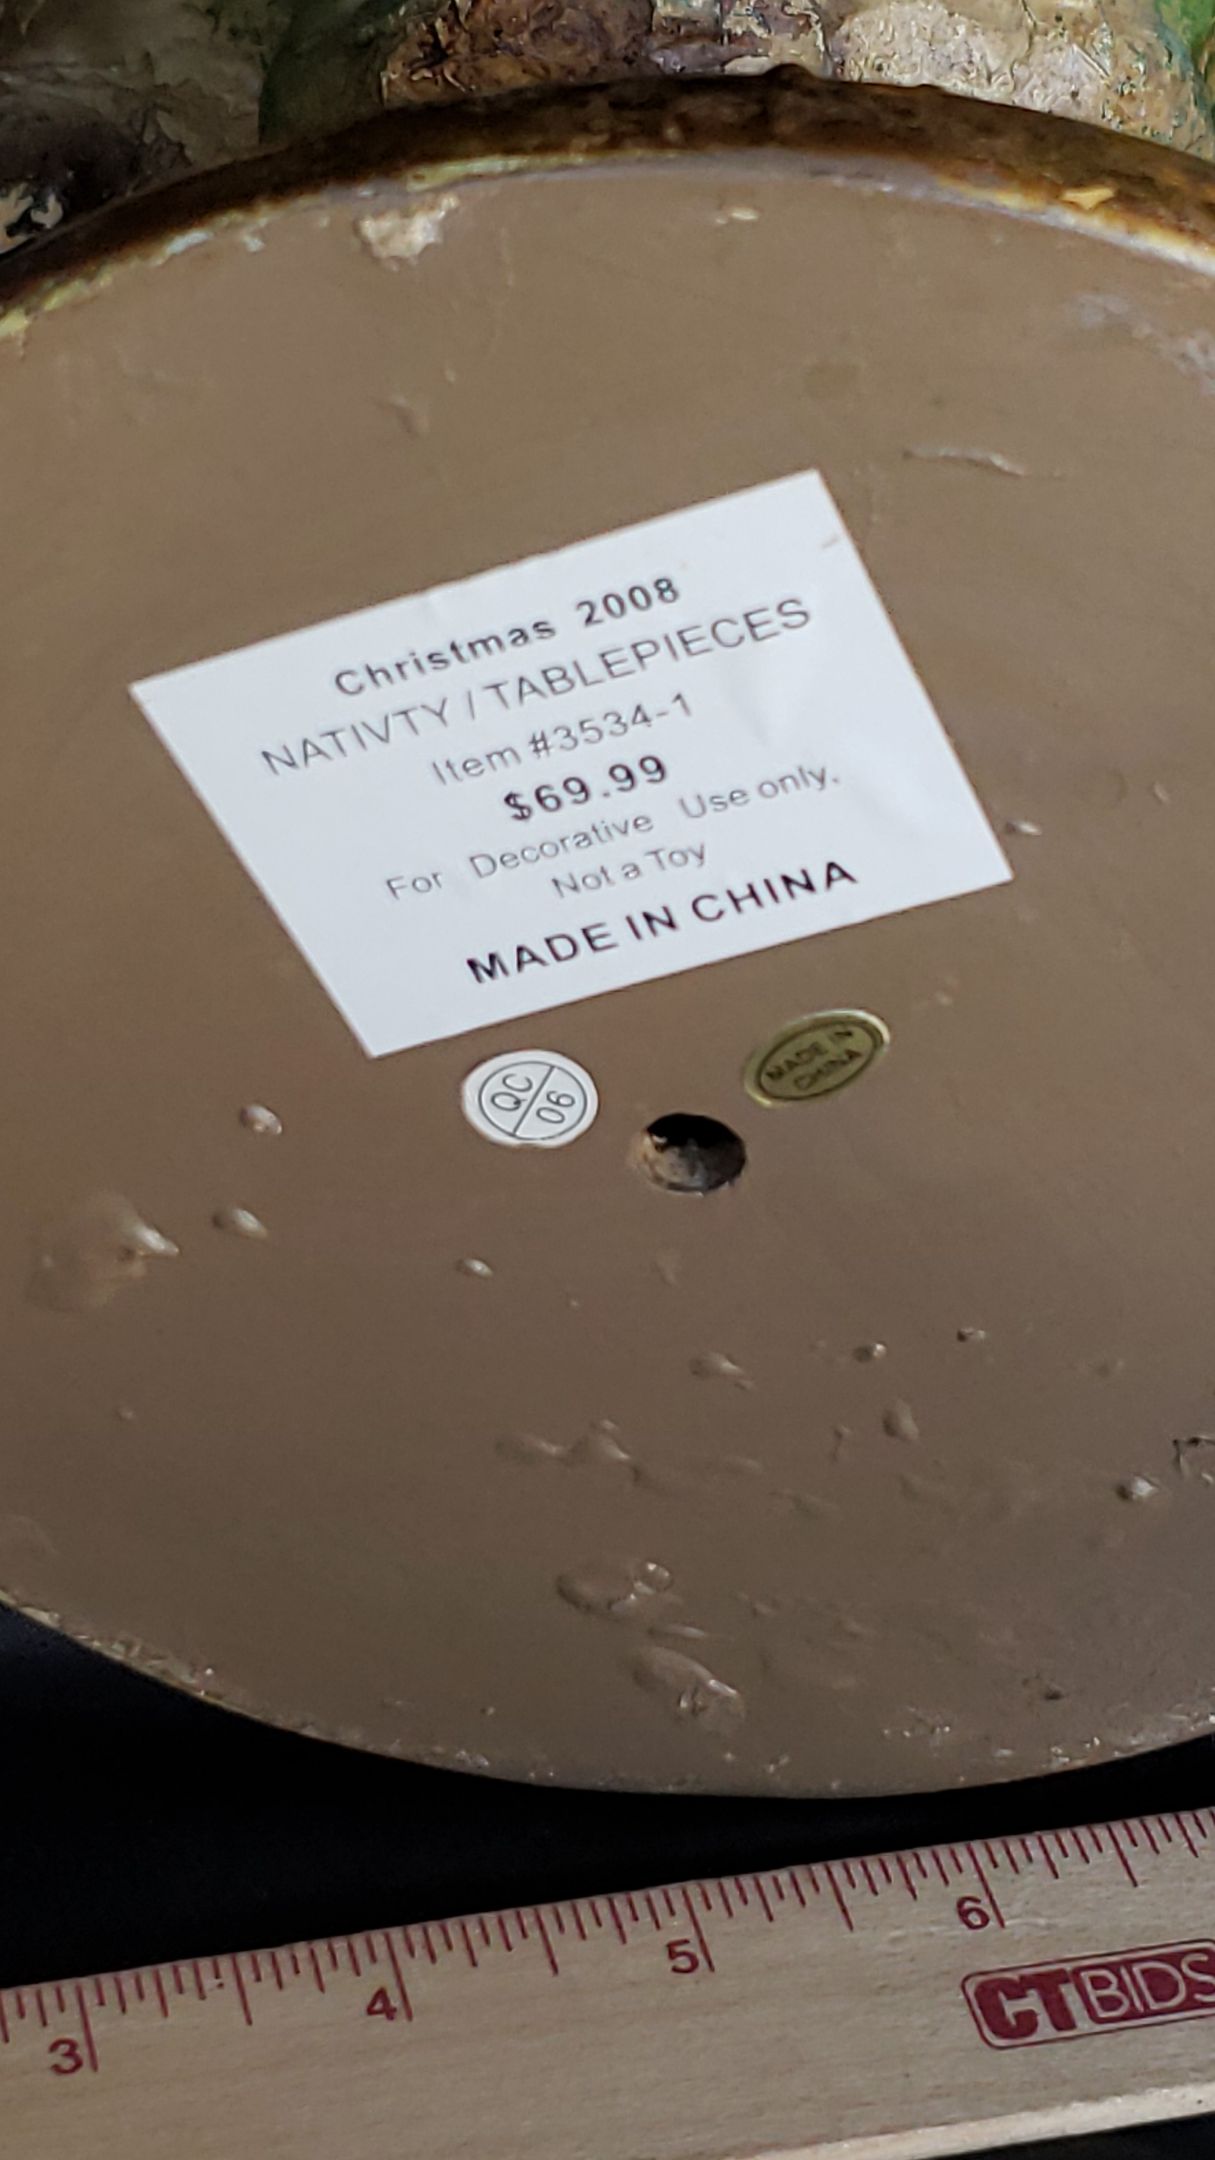 Christmas 2008
NATIVTY / TABLEPIECES
Item #3534-1
$69.99
For Decorative Use only.
Not a Toy
MADE IN CHINA
QC
06
MADE IN
CHINA
3 4 5 6
CTBIDS